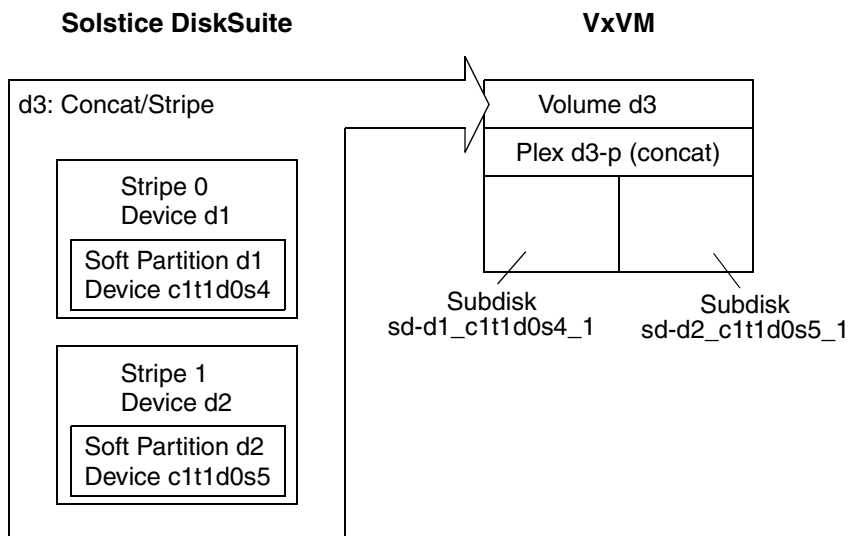 Solstice DiskSuite
VxVM
d3: Concat/Stripe
Stripe 0
Device d1
Soft Partition d1
Device c1t1d0s4
Stripe 1
Device d2
Soft Partition d2
Device c1t1d0s5
Volume d3
Plex d3-p (concat)
Subdisk
sd-d1_c1t1d0s4_1
Subdisk
sd-d2_c1t1d0s5_1